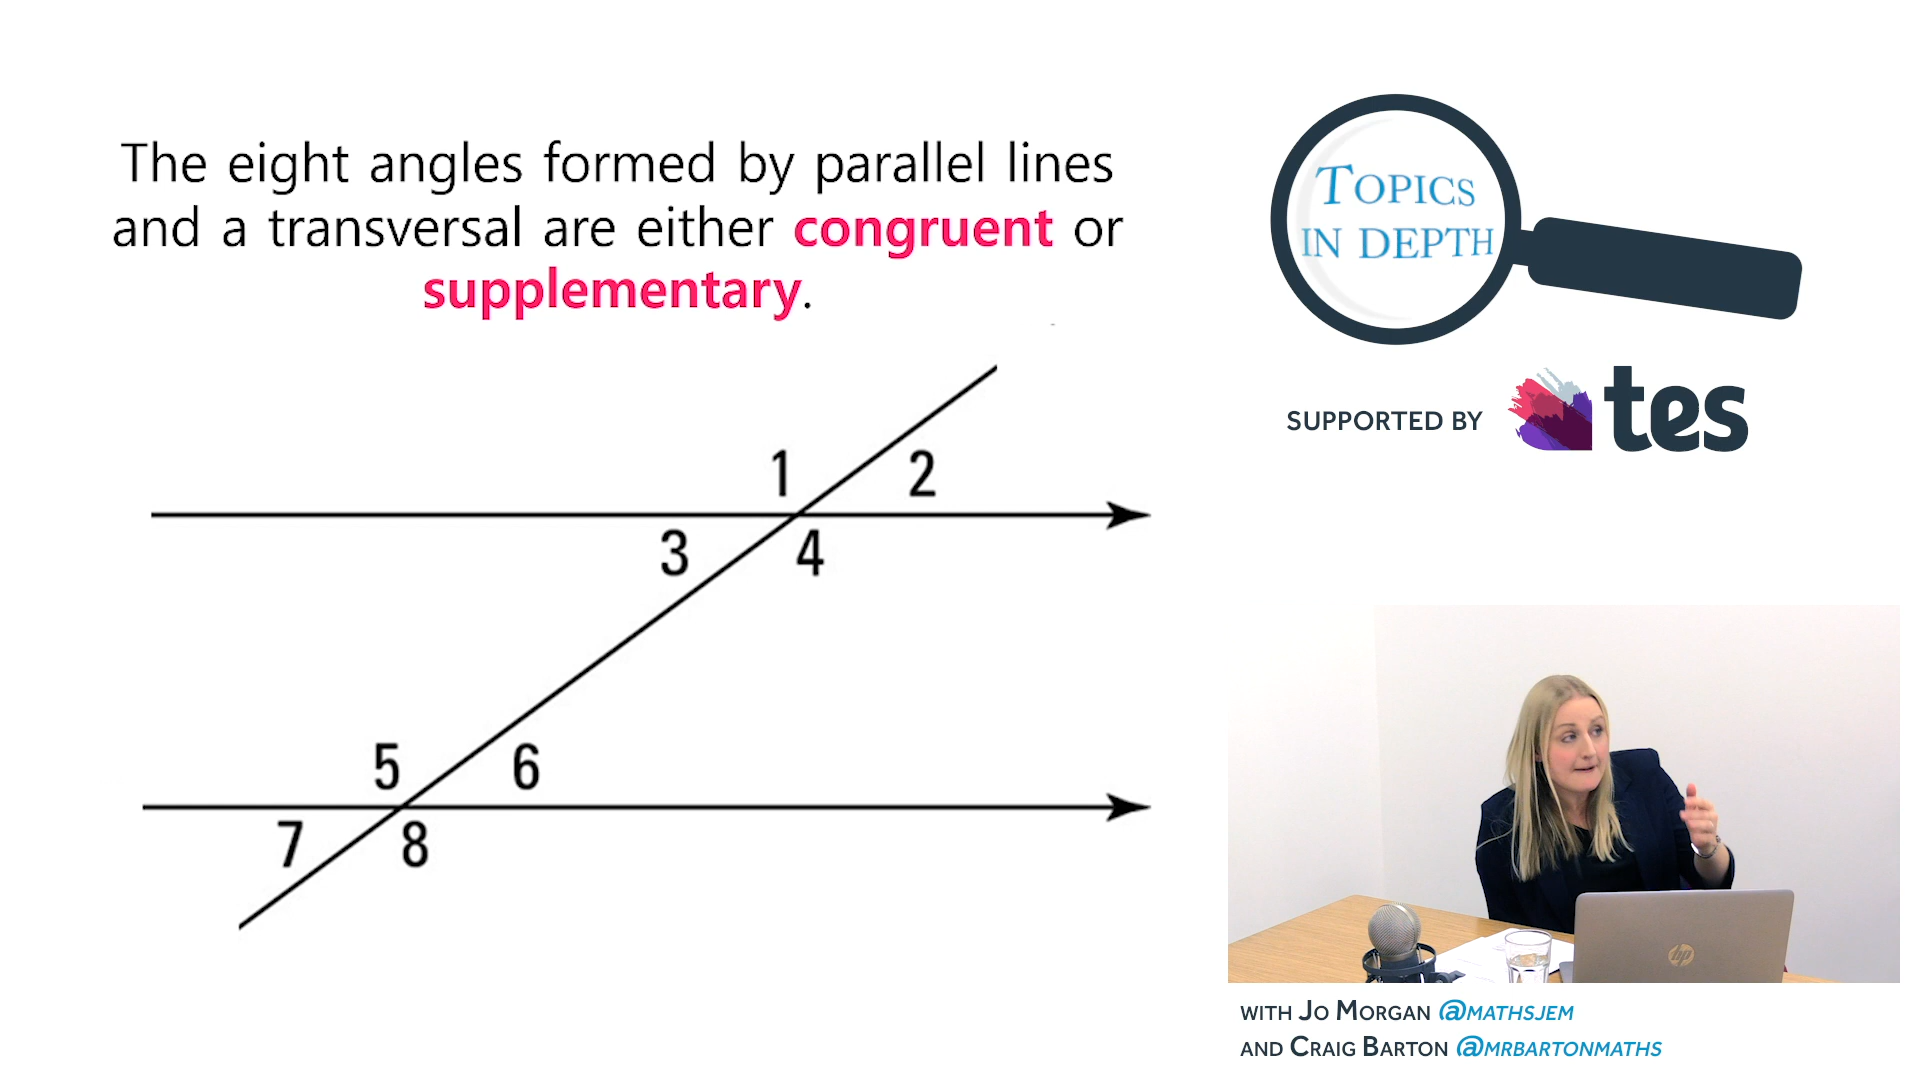 The eight angles formed by parallel lines
and a transversal are either congruent or
supplementary.
1
2
3
4
5
6
7
8
TOPICS
IN DEPTH
SUPPORTED BY tes
hp
WITH JO MORGAN @MATHSJEM
AND CRAIG BARTON @MRBARTONMATHS